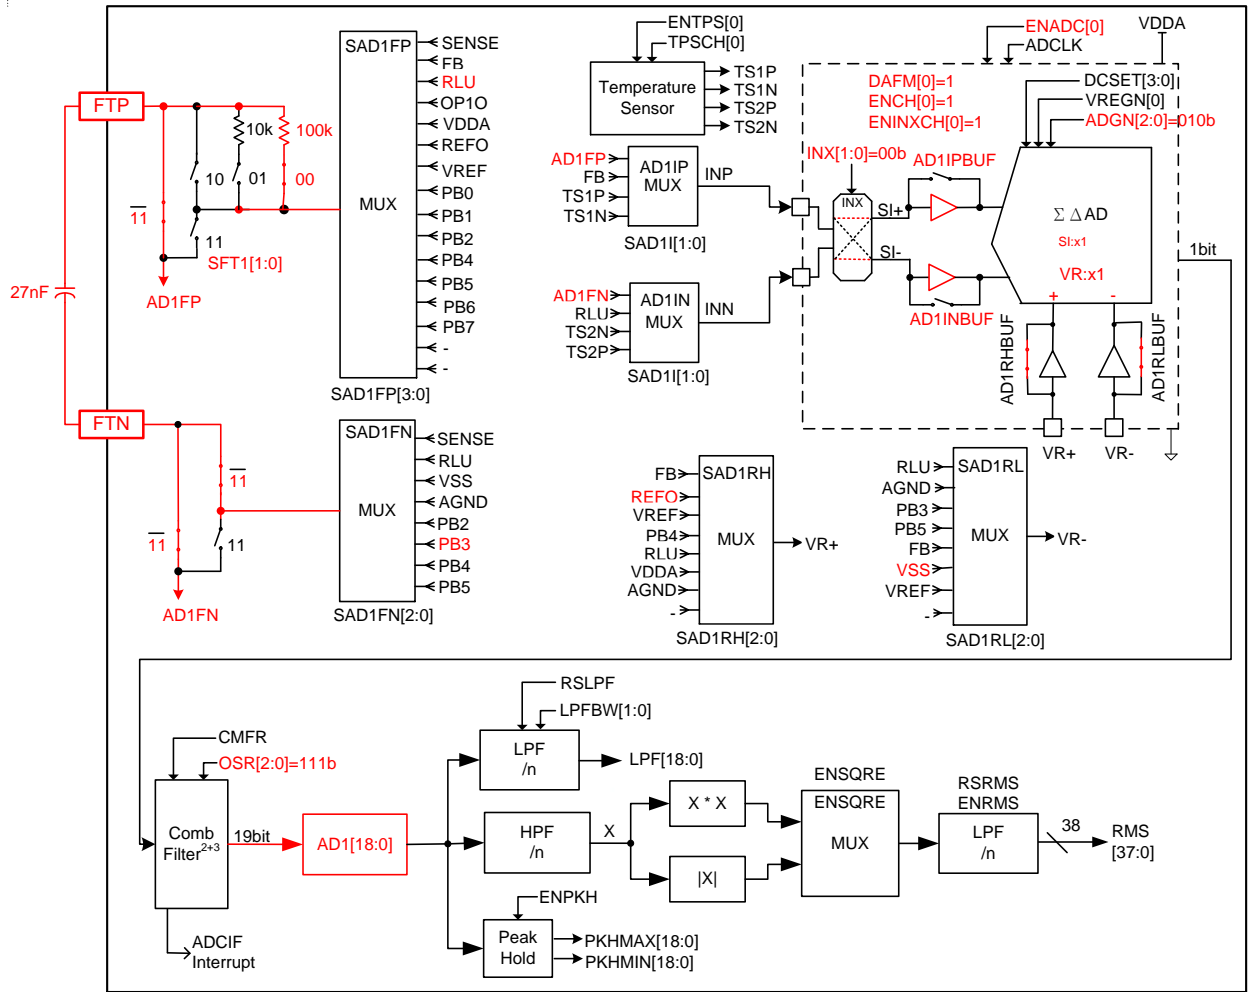 SAD1FP
SENSE
FB
RLU
OP1O
VDDA
REFO
VREF
PB0
PB1
PB2
PB4
PB5
PB6
PB7
-
-
MUX
SAD1FP[3:0]
FTP
10k
100k
10
01
00
11
11
SFT1[1:0]
AD1FP
27nF
FTN
11
11
11
AD1FN
SAD1FN
SENSE
RLU
VSS
AGND
PB2
PB3
PB4
PB5
MUX
SAD1FN[2:0]
ENTPS[0]
TPSCH[0]
Temperature
Sensor
TS1P
TS1N
TS2P
TS2N
AD1FP
FB
TS1P
TS1N
AD1IP
MUX
INP
SAD1I[1:0]
AD1FN
RLU
TS2N
TS2P
AD1IN
MUX
INN
SAD1I[1:0]
ENADC[0]
ADCLK
VDDA
DAFM[0]=1
ENCH[0]=1
ENINXCH[0]=1
DCSET[3:0]
VREGN[0]
ADGN[2:0]=010b
INX[1:0]=00b
AD1IPBUF
INX
SI+
SI-
AD1INBUF
Σ Δ AD
SI:x1
VR:x1
+
-
1bit
AD1RHBUF
AD1RLBUF
VR+
VR-
FB
REFO
VREF
PB4
RLU
VDDA
AGND
-
SAD1RH
MUX
VR+
SAD1RH[2:0]
RLU
AGND
PB3
PB5
FB
VSS
VREF
-
SAD1RL
MUX
VR-
SAD1RL[2:0]
CMFR
OSR[2:0]=111b
Comb
Filter2+3
19bit
AD1[18:0]
ADCIF
Interrupt
RSLPF
LPFBW[1:0]
LPF
/n
LPF[18:0]
HPF
/n
X
X * X
|X|
ENPKH
Peak
Hold
PKHMAX[18:0]
PKHMIN[18:0]
ENSQRE
ENSQRE
MUX
RSRMS
ENRMS
LPF
/n
38
RMS
[37:0]